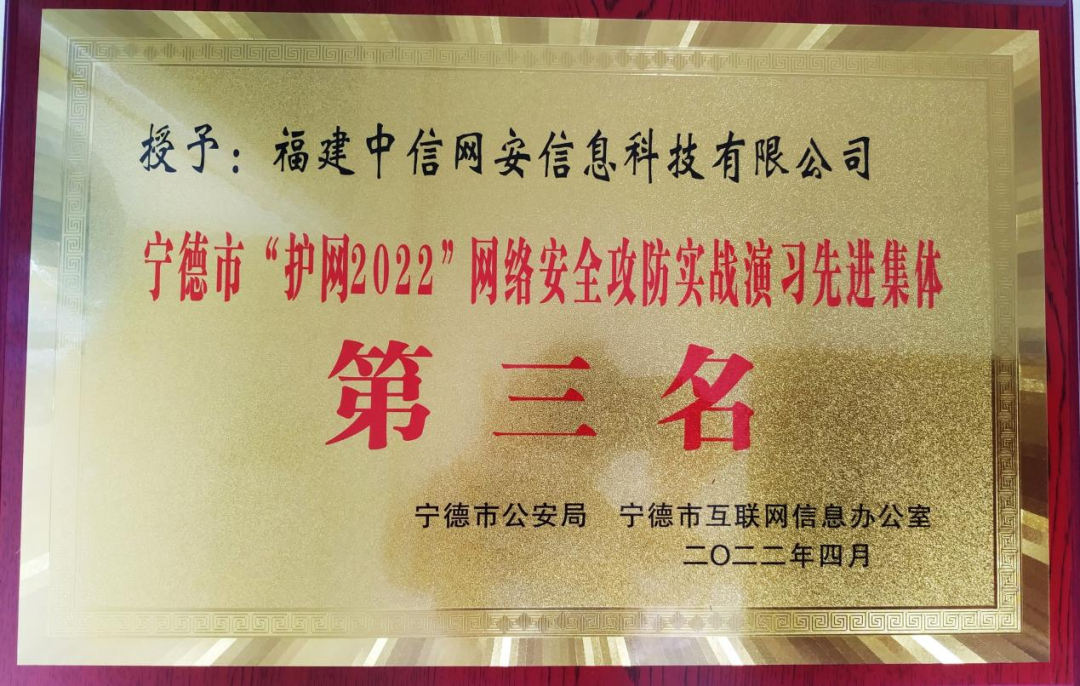 授予：福建中信网安信息科技有限公司
宁德市“护网2022”网络安全攻防实战演习先进集体
第三名
宁德市公安局 宁德市互联网信息办公室
二〇二二年四月